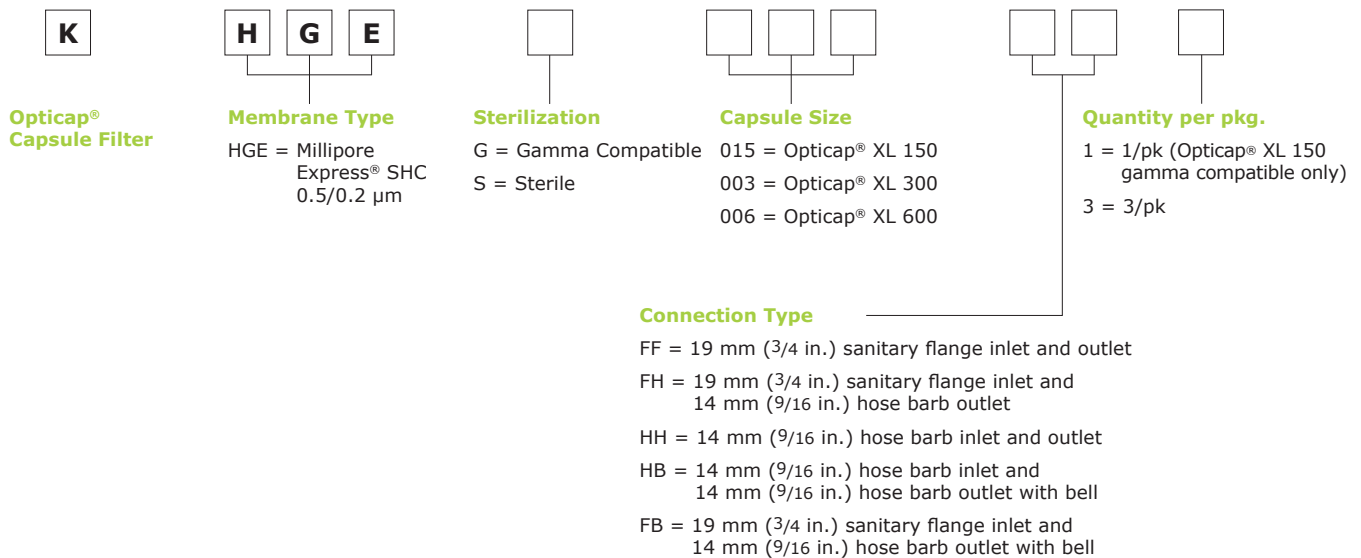 K H G E
Opticap®
Capsule Filter
Membrane Type
HGE = Millipore
Express® SHC
0.5/0.2 µm
Sterilization
G = Gamma Compatible
S = Sterile
Capsule Size
015 = Opticap® XL 150
003 = Opticap® XL 300
006 = Opticap® XL 600
Quantity per pkg.
1 = 1/pk (Opticap® XL 150
gamma compatible only)
3 = 3/pk
Connection Type
FF = 19 mm (3/4 in.) sanitary flange inlet and outlet
FH = 19 mm (3/4 in.) sanitary flange inlet and
14 mm (9/16 in.) hose barb outlet
HH = 14 mm (9/16 in.) hose barb inlet and outlet
HB = 14 mm (9/16 in.) hose barb inlet and
14 mm (9/16 in.) hose barb outlet with bell
FB = 19 mm (3/4 in.) sanitary flange inlet and
14 mm (9/16 in.) hose barb outlet with bell